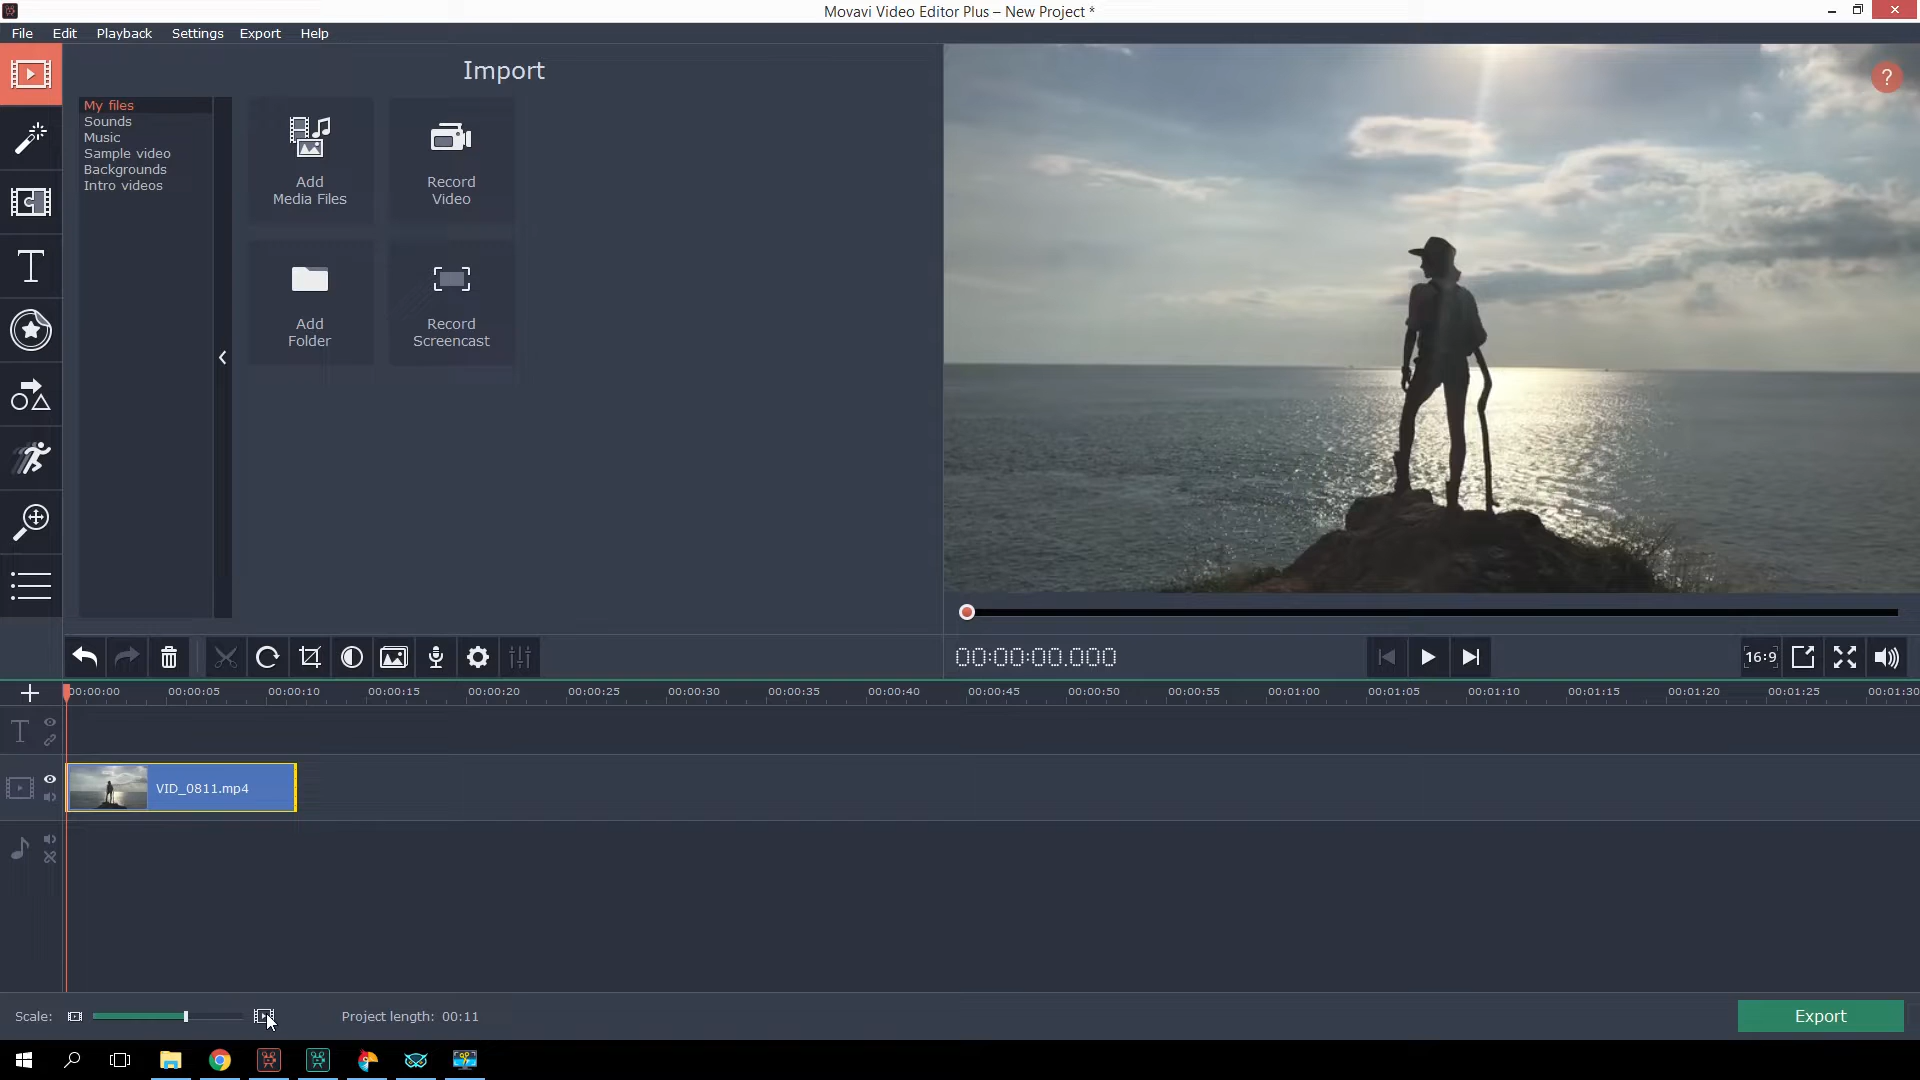 Movavi Video Editor Plus – New Project *
File Edit Playback Settings Export Help
Import
?
My files
Sounds
Music
Sample video
Backgrounds
Intro videos
Add
Media Files
Record
Video
Add
Folder
Record
Screencast
T
00:00:00.000
16:9
00:00:00 00:00:05 00:00:10 00:00:15 00:00:20 00:00:25 00:00:30 00:00:35 00:00:40 00:00:45 00:00:50 00:00:55 00:01:00 00:01:05 00:01:10 00:01:15 00:01:20 00:01:25 00:01:30
T
VID_0811.mp4
Scale:
Project length: 00:11
Export